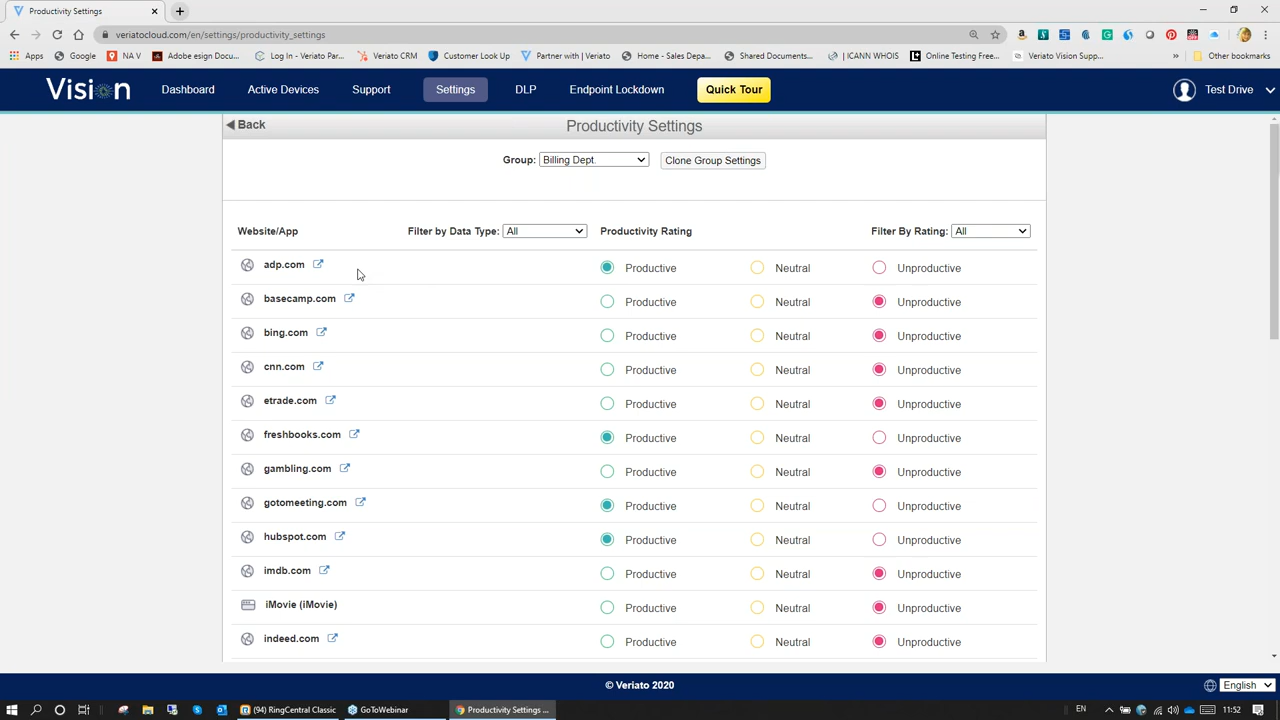 Productivity Settings
veriatocloud.com/en/settings/productivity_settings
Apps Google NA V Adobe esign Docu... Log In - Veriato Par... Veriato CRM Customer Look Up Partner with | Veriato Home - Sales Depa... Shared Documents... | ICANN WHOIS Online Testing Free... Veriato Vision Supp... » Other bookmarks
Vision Dashboard Active Devices Support Settings DLP Endpoint Lockdown Quick Tour Test Drive
Back Productivity Settings
Group: Billing Dept. Clone Group Settings
Website/App Filter by Data Type: All Productivity Rating Filter By Rating: All
adp.com Productive Neutral Unproductive
basecamp.com Productive Neutral Unproductive
bing.com Productive Neutral Unproductive
cnn.com Productive Neutral Unproductive
etrade.com Productive Neutral Unproductive
freshbooks.com Productive Neutral Unproductive
gambling.com Productive Neutral Unproductive
gotomeeting.com Productive Neutral Unproductive
hubspot.com Productive Neutral Unproductive
imdb.com Productive Neutral Unproductive
iMovie (iMovie) Productive Neutral Unproductive
indeed.com Productive Neutral Unproductive
© Veriato 2020 English
(94) RingCentral Classic GoToWebinar Productivity Settings ... EN 11:52